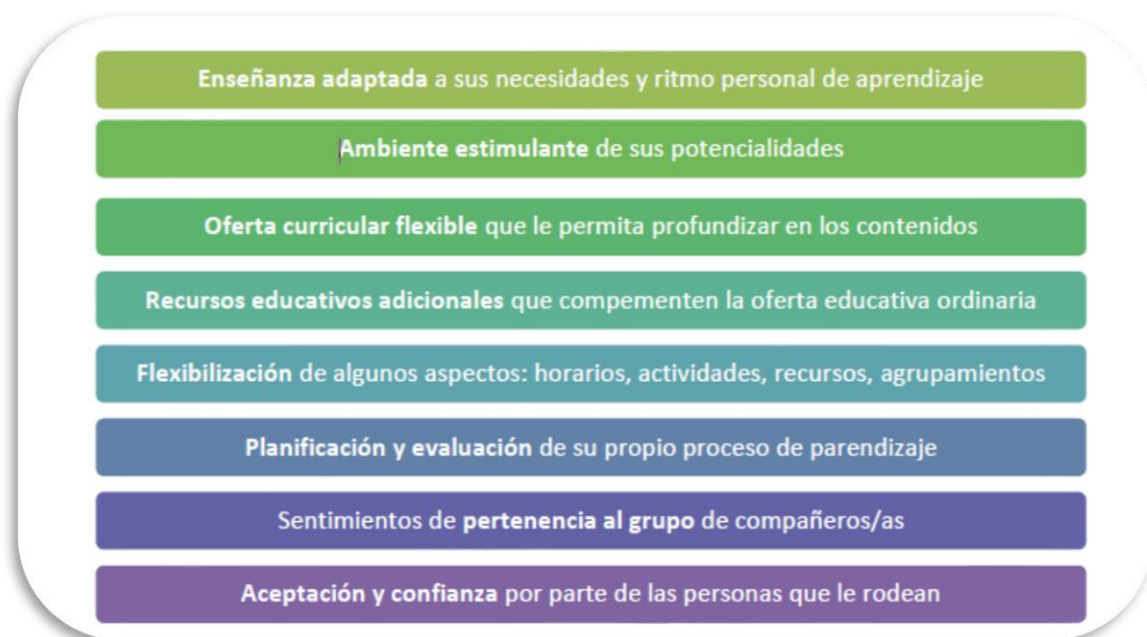 Enseñanza adaptada a sus necesidades y ritmo personal de aprendizaje
Ambiente estimulante de sus potencialidades
Oferta curricular flexible que le permita profundizar en los contenidos
Recursos educativos adicionales que compementen la oferta educativa ordinaria
Flexibilización de algunos aspectos: horarios, actividades, recursos, agrupamientos
Planificación y evaluación de su propio proceso de parendizaje
Sentimientos de pertenencia al grupo de compañeros/as
Aceptación y confianza por parte de las personas que le rodean